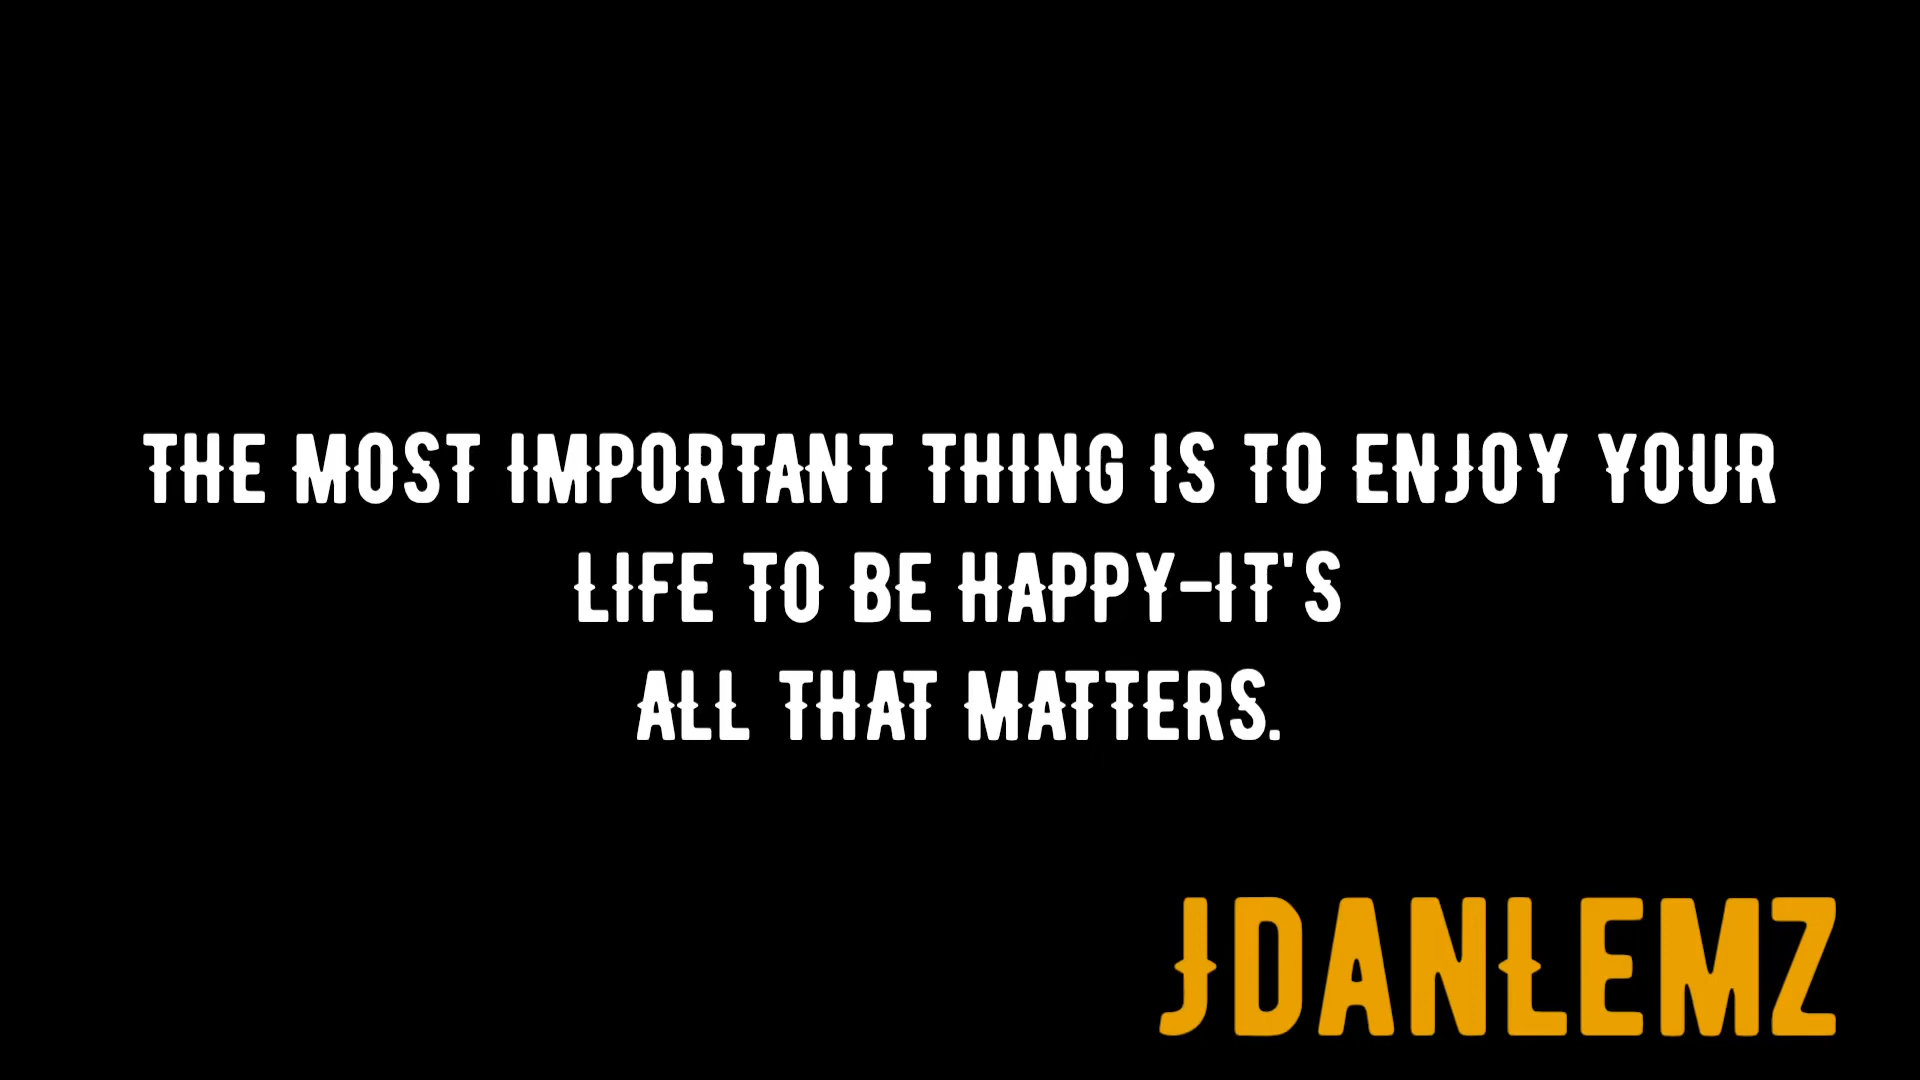 THE MOST IMPORTANT THING IS TO ENJOY YOUR
LIFE TO BE HAPPY-IT'S
ALL THAT MATTERS.
JDANLEMZ